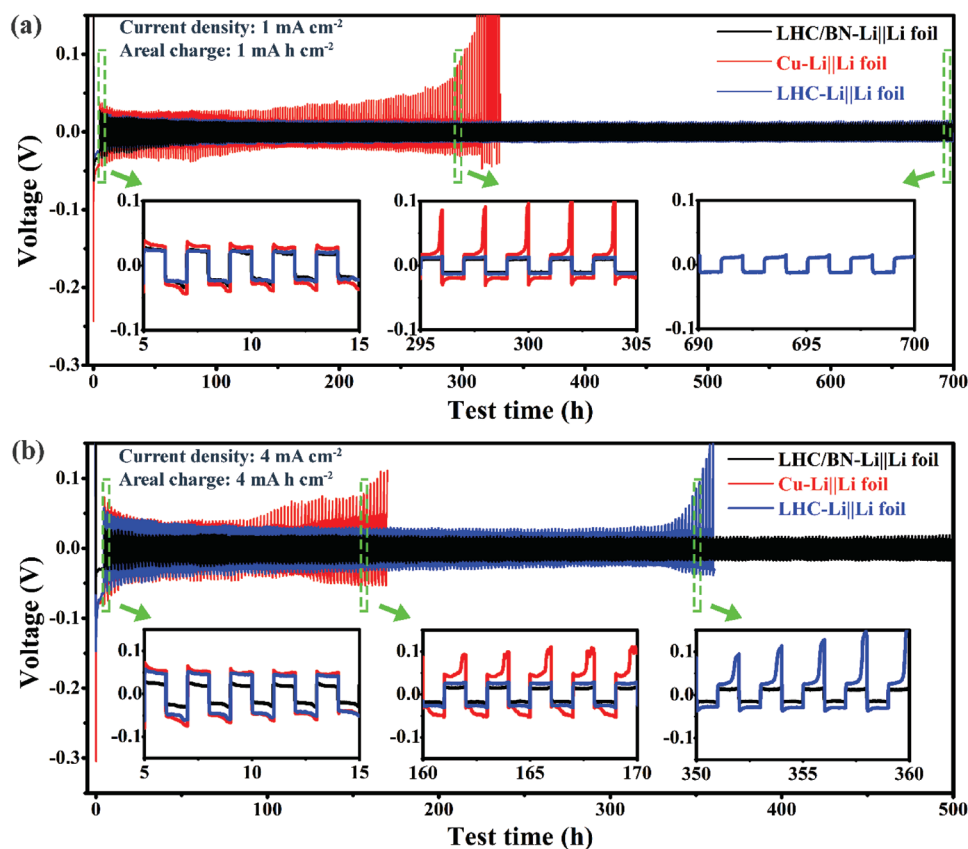 (a)
Current density: 1 mA cm⁻²
Areal charge: 1 mA h cm⁻²
LHC/BN-Li||Li foil
Cu-Li||Li foil
LHC-Li||Li foil
Voltage (V)
0.1
0.0
-0.1
-0.2
-0.3
0.1
0.0
-0.1
5 10 15
0.1
0.0
-0.1
295 300 305
0.1
0.0
-0.1
690 695 700
0 100 200 300 400 500 600 700
Test time (h)
(b)
Current density: 4 mA cm⁻²
Areal charge: 4 mA h cm⁻²
LHC/BN-Li||Li foil
Cu-Li||Li foil
LHC-Li||Li foil
Voltage (V)
0.1
0.0
-0.1
-0.2
-0.3
0.1
0.0
-0.1
5 10 15
0.1
0.0
-0.1
160 165 170
0.1
0.0
-0.1
350 355 360
0 100 200 300 400 500
Test time (h)